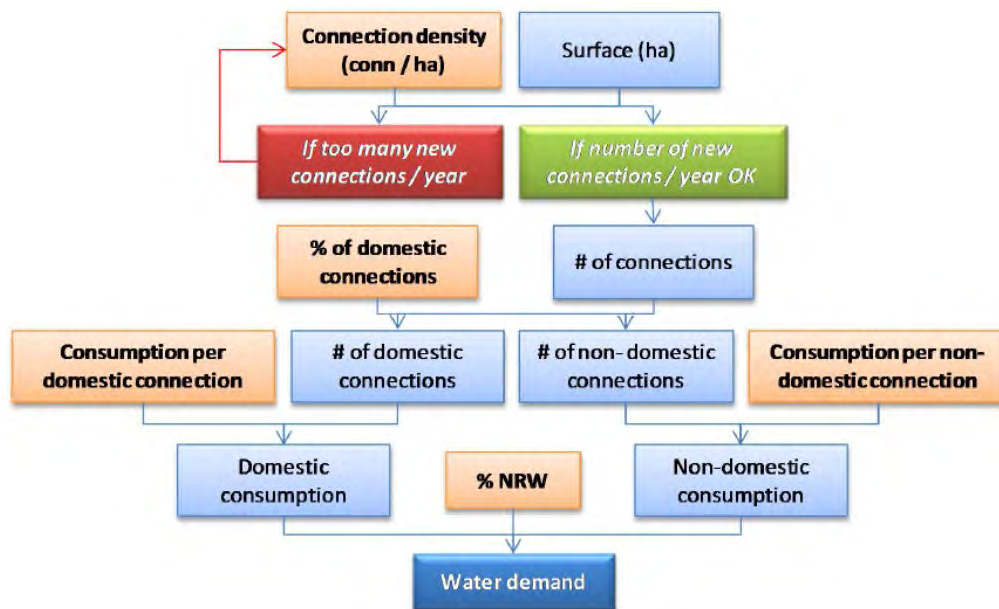 Connection density
(conn / ha)
Surface (ha)
If too many new
connections / year
If number of new
connections / year OK
% of domestic
connections
# of connections
Consumption per
domestic connection
# of domestic
connections
# of non- domestic
connections
Consumption per non-
domestic connection
Domestic
consumption
% NRW
Non-domestic
consumption
Water demand